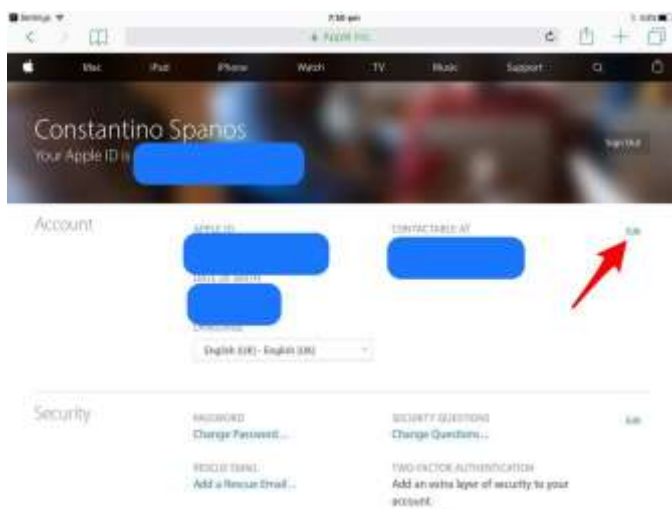 Settings
7:50 pm
Apple Inc.
Mac iPad iPhone Watch TV Music Support
Constantino Spanos
Your Apple ID is
Sign Out
Account
APPLE ID
CONTACTABLE AT
Edit
DATE OF BIRTH
LANGUAGE
English (UK) - English (UK)
Security
PASSWORD
SECURITY QUESTIONS
Edit
Change Password...
Change Questions...
RESCUE EMAIL
TWO-FACTOR AUTHENTICATION
Add a Rescue Email...
Add an extra layer of security to your
account.